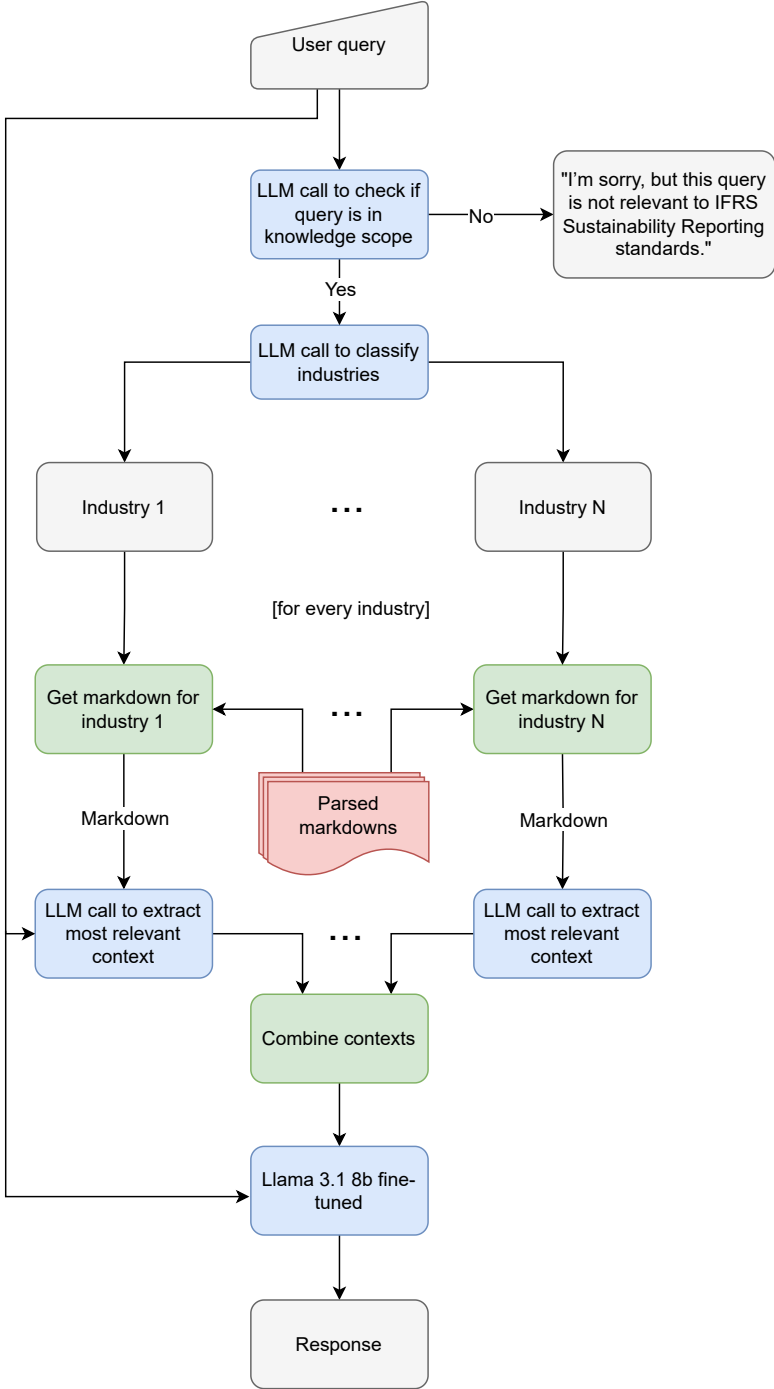 User query
LLM call to check if
query is in
knowledge scope
No
"I'm sorry, but this query
is not relevant to IFRS
Sustainability Reporting
standards."
Yes
LLM call to classify
industries
Industry 1
...
Industry N
[for every industry]
Get markdown for
industry 1
...
Get markdown for
industry N
Parsed
markdowns
Markdown
Markdown
LLM call to extract
most relevant
context
...
LLM call to extract
most relevant
context
Combine contexts
Llama 3.1 8b fine-
tuned
Response